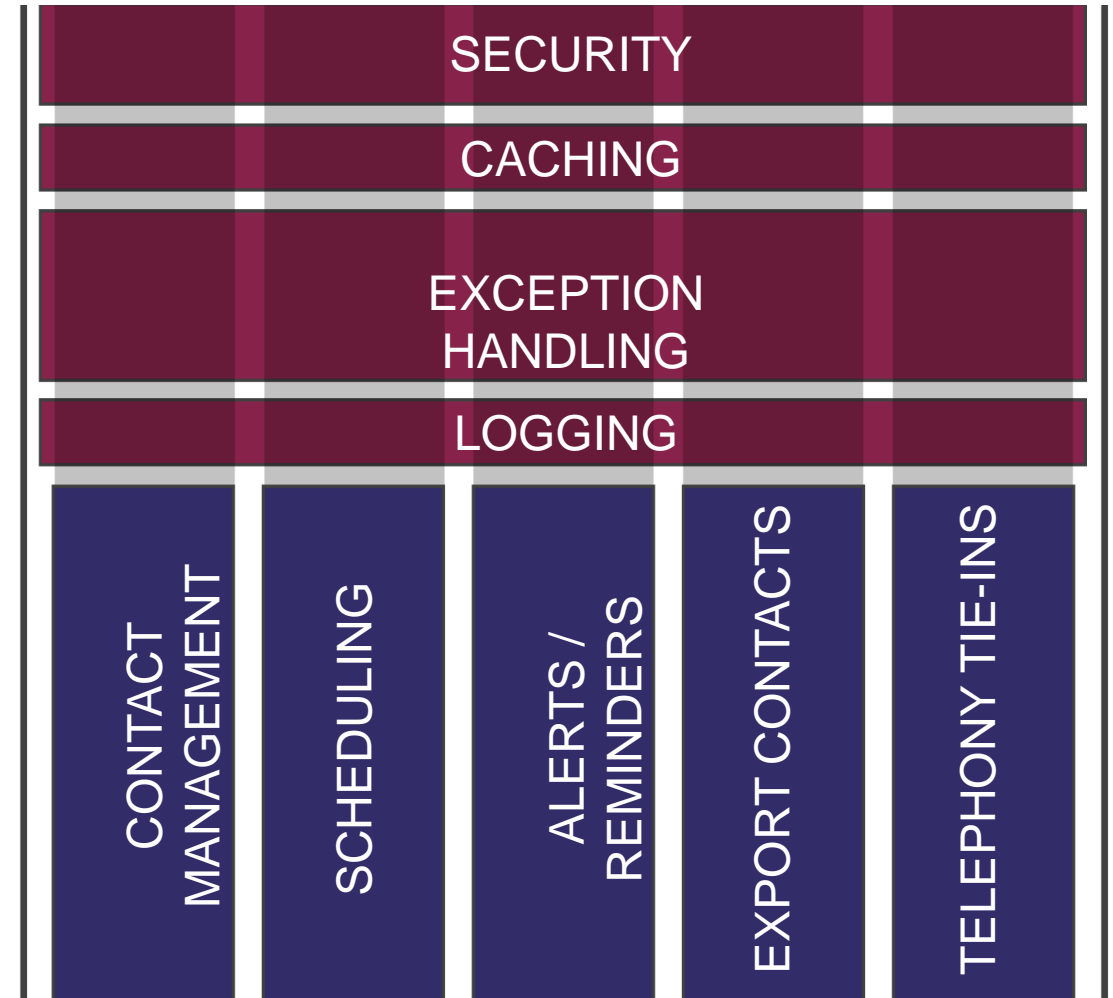 SECURITY
CACHING
EXCEPTION
HANDLING
LOGGING
CONTACT
MANAGEMENT
SCHEDULING
ALERTS /
REMINDERS
EXPORT CONTACTS
TELEPHONY TIE-INS